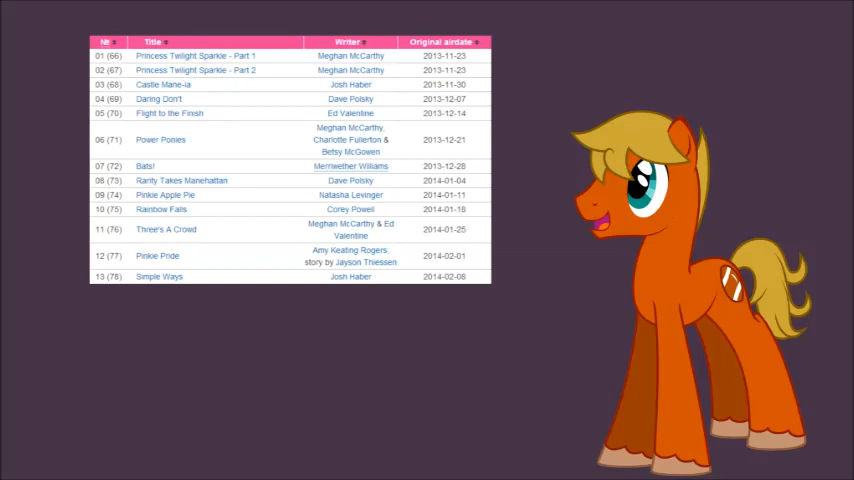 № Title Writer Original airdate
01 (66) Princess Twilight Sparkle - Part 1 Meghan McCarthy 2013-11-23
02 (67) Princess Twilight Sparkle - Part 2 Meghan McCarthy 2013-11-23
03 (68) Castle Mane-ia Josh Haber 2013-11-30
04 (69) Daring Don't Dave Polsky 2013-12-07
05 (70) Flight to the Finish Ed Valentine 2013-12-14
06 (71) Power Ponies Meghan McCarthy, Charlotte Fullerton & Betsy McGowen 2013-12-21
07 (72) Bats! Merriwether Williams 2013-12-28
08 (73) Rarity Takes Manehattan Dave Polsky 2014-01-04
09 (74) Pinkie Apple Pie Natasha Levinger 2014-01-11
10 (75) Rainbow Falls Corey Powell 2014-01-18
11 (76) Three's A Crowd Meghan McCarthy & Ed Valentine 2014-01-25
12 (77) Pinkie Pride Amy Keating Rogers; story by Jayson Thiessen 2014-02-01
13 (78) Simple Ways Josh Haber 2014-02-08